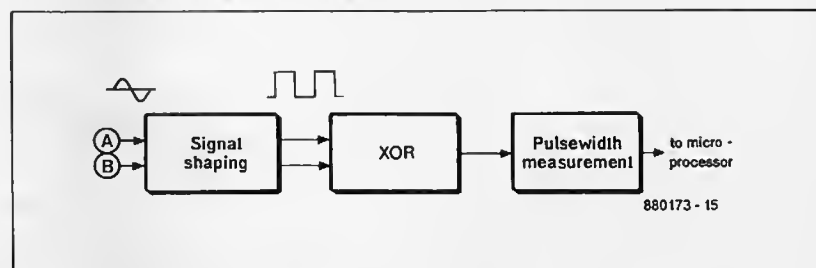 A
B
Signal
shaping
XOR
Pulsewidth
measurement
to micro -
processor
880173 - 15